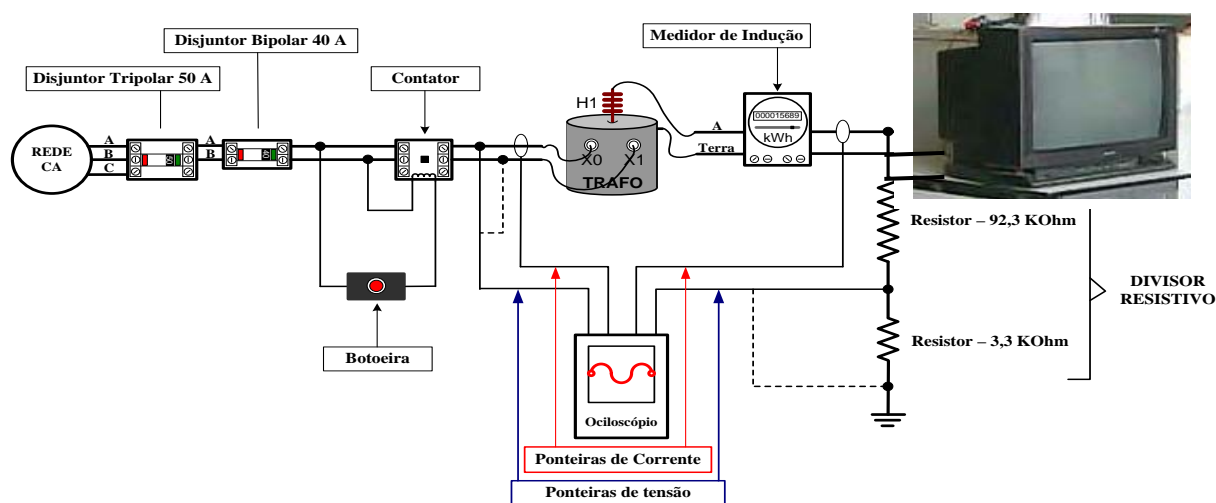 Disjuntor Bipolar 40 A
Medidor de Indução
Disjuntor Tripolar 50 A
Contator
H1
000015689
kWh
A
Terra
REDE
CA
A
B
C
A
B
X0
X1
TRAFO
Resistor – 92,3 KOhm
DIVISOR
RESISTIVO
Resistor – 3,3 KOhm
Botoeira
Ociloscópio
Ponteiras de Corrente
Ponteiras de tensão